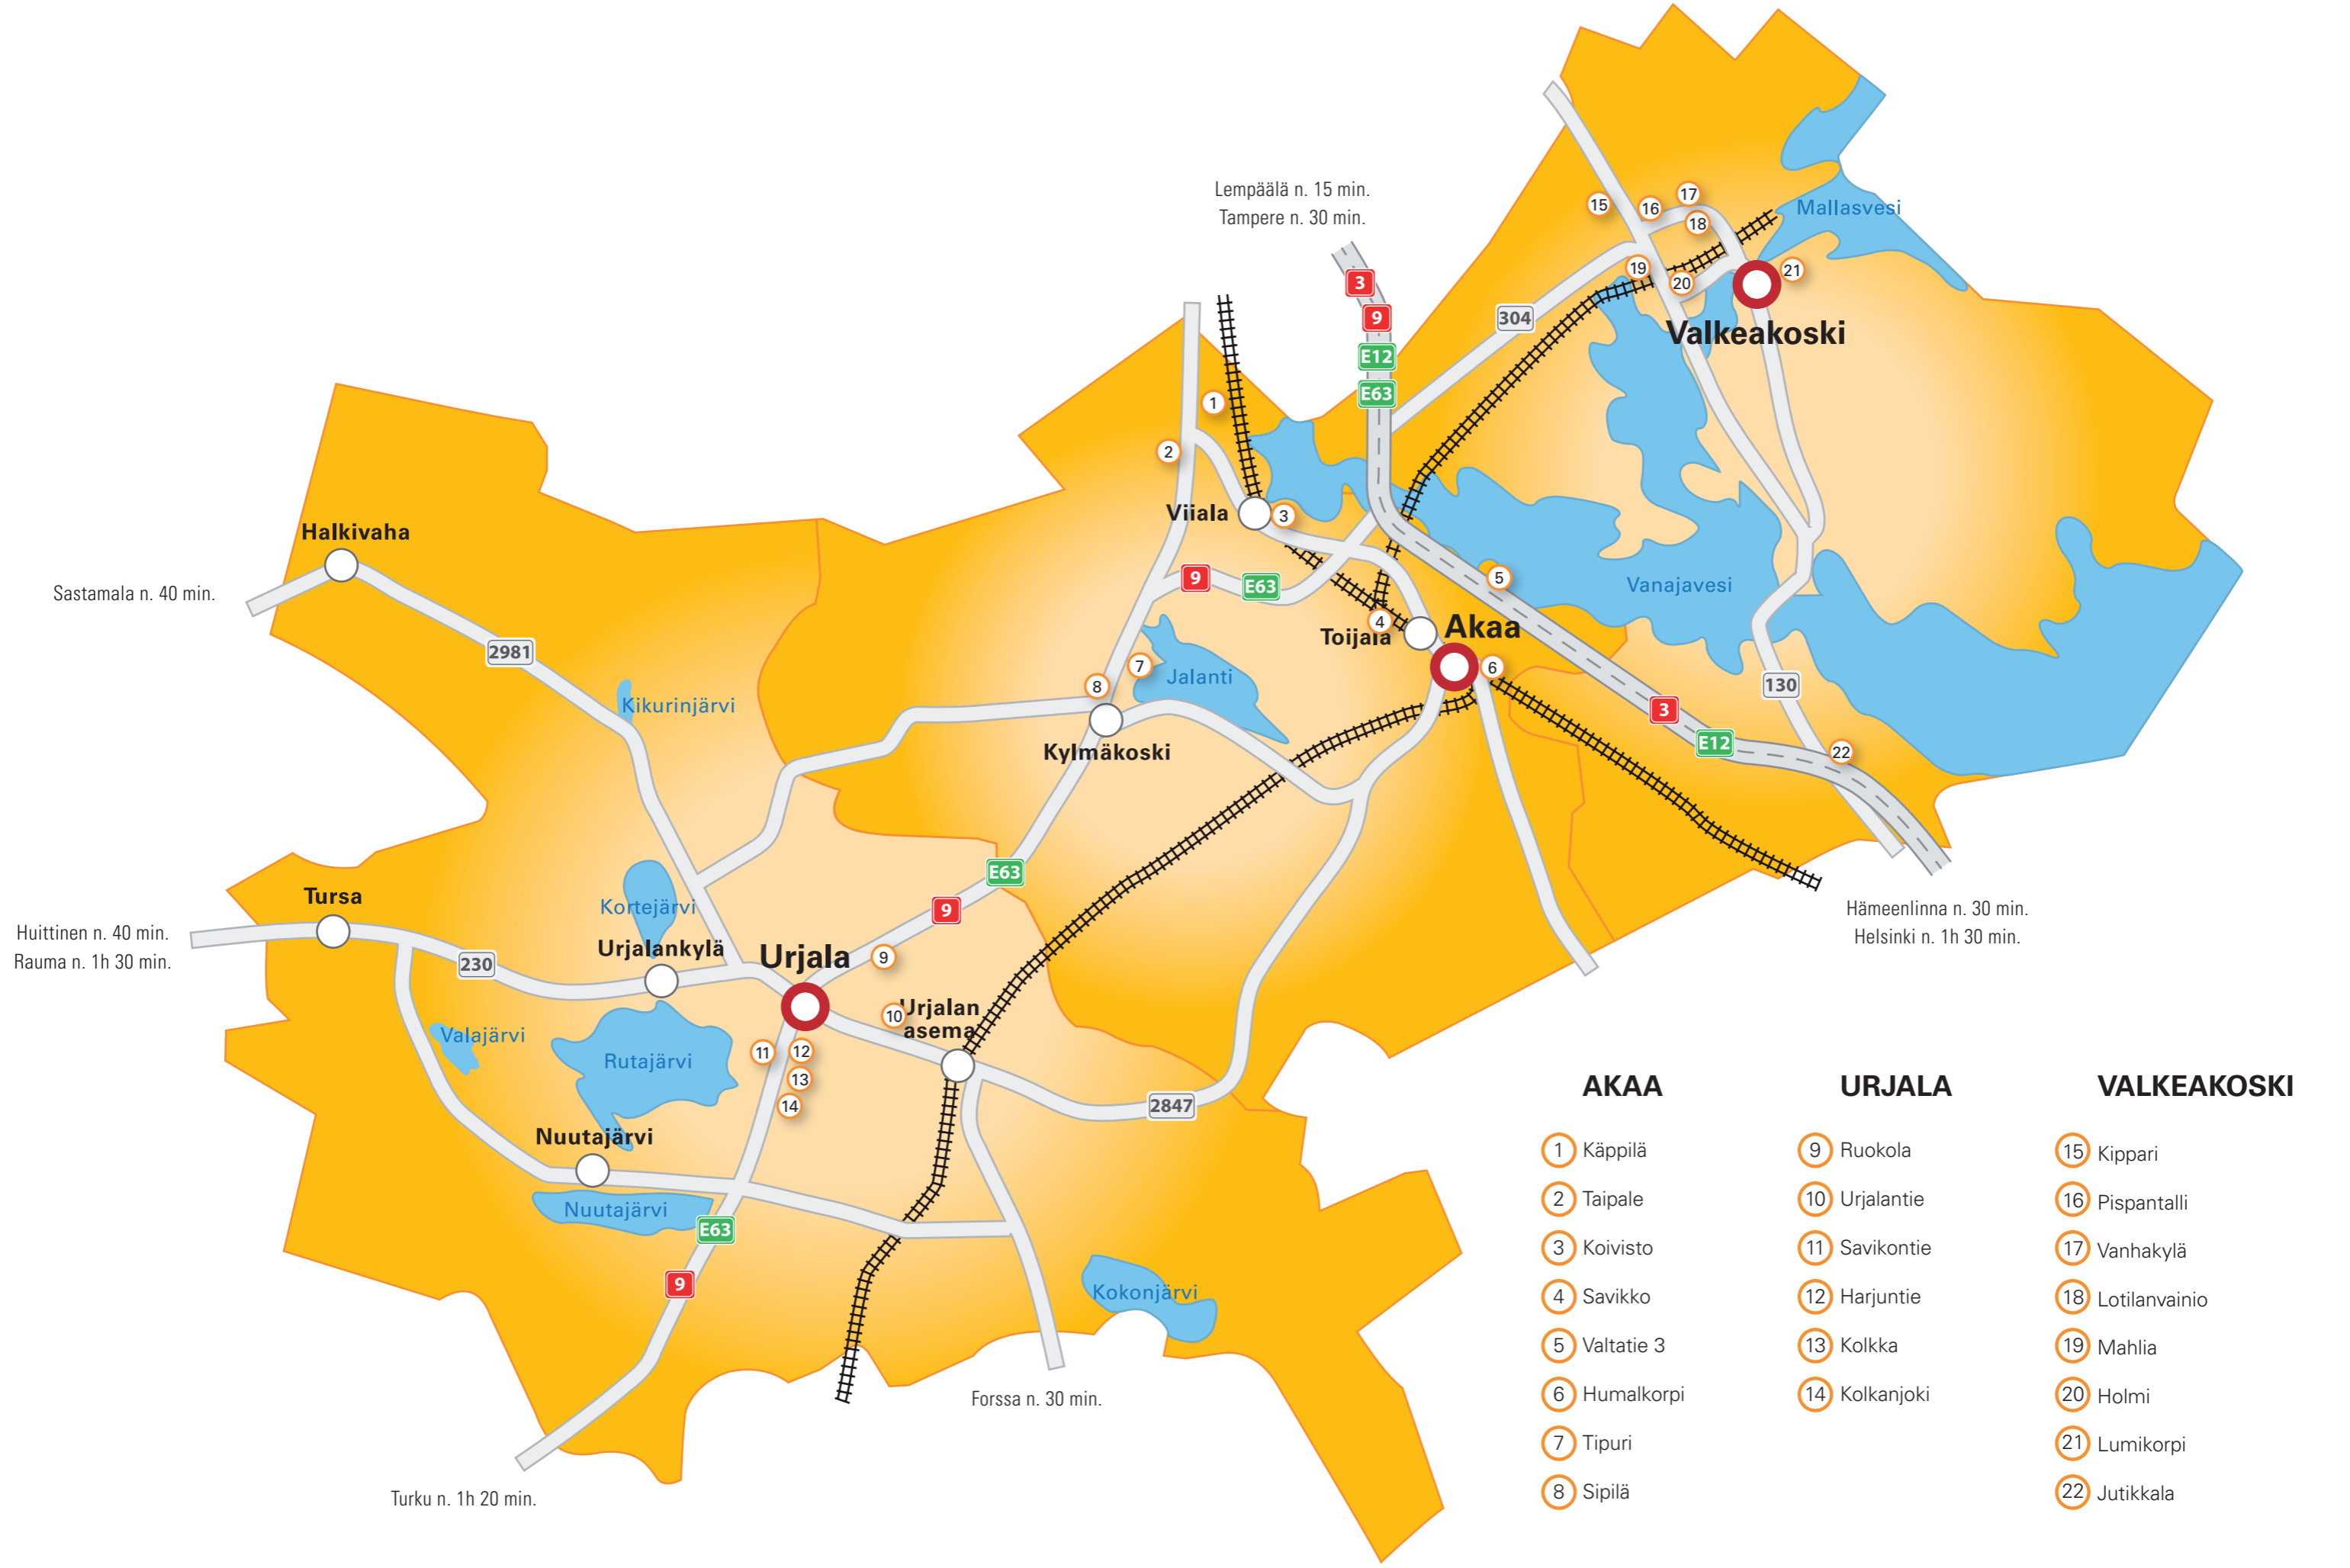 Lempäälä n. 15 min.
Tampere n. 30 min.
15
16
17
18
Mallasvesi
19
20
21
3
9
E12
E63
304
Valkeakoski
1
2
Viiala
3
Halkivaha
Sastamala n. 40 min.
2981
9
E63
5
Vanajavesi
4
Toijala
Akaa
6
7
Jalanti
8
Kylmäkoski
Kikurinjärvi
130
3
E12
22
E63
9
Tursa
Huittinen n. 40 min.
Rauma n. 1h 30 min.
230
Kortejärvi
Urjalankylä
Urjala
9
Hämeenlinna n. 30 min.
Helsinki n. 1h 30 min.
10
Urjalan
asema
Valajärvi
Rutajärvi
11
12
13
14
2847
Nuutajärvi
Nuutajärvi
E63
9
Kokonjärvi
Forssa n. 30 min.
Turku n. 1h 20 min.
AKAA
1 Käppilä
2 Taipale
3 Koivisto
4 Savikko
5 Valtatie 3
6 Humalkorpi
7 Tipuri
8 Sipilä
URJALA
9 Ruokola
10 Urjalantie
11 Savikontie
12 Harjuntie
13 Kolkka
14 Kolkanjoki
VALKEAKOSKI
15 Kippari
16 Pispantalli
17 Vanhakylä
18 Lotilanvainio
19 Mahlia
20 Holmi
21 Lumikorpi
22 Jutikkala